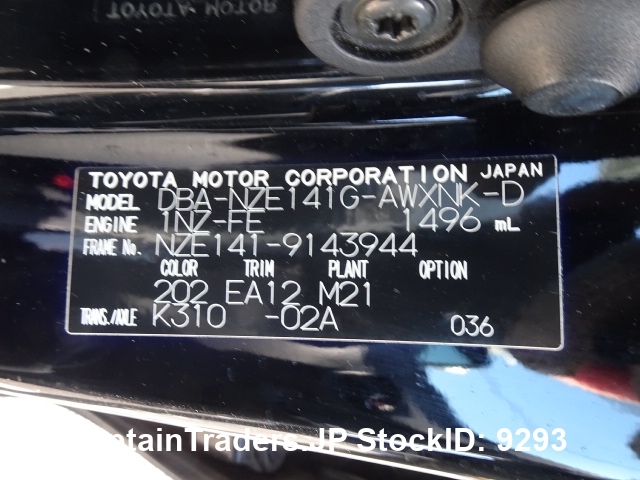 TOYOTA MOTOR CORPORATION JAPAN
MODEL DBA-NZE141G-AWXNK-D
ENGINE 1NZ-FE 1496 mL
FRAME No. NZE141-9143944
COLOR TRIM PLANT OPTION
202 EA12 M21
TRANS./AXLE K310 -02A 036
StockID: 9293